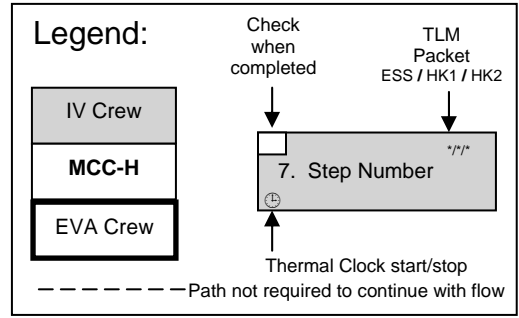 Legend:
Check
when
completed
TLM
Packet
ESS / HK1 / HK2
IV Crew
MCC-H
EVA Crew
*/*/*
7. Step Number
Thermal Clock start/stop
Path not required to continue with flow